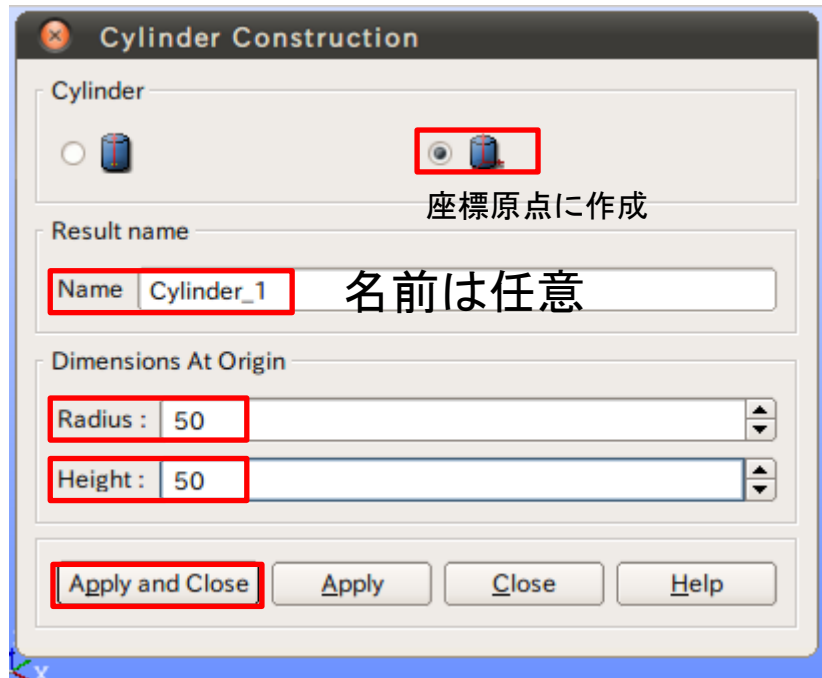 Cylinder Construction
Cylinder
座標原点に作成
Result name
Name Cylinder_1 名前は任意
Dimensions At Origin
Radius : 50
Height : 50
Apply and Close Apply Close Help
X